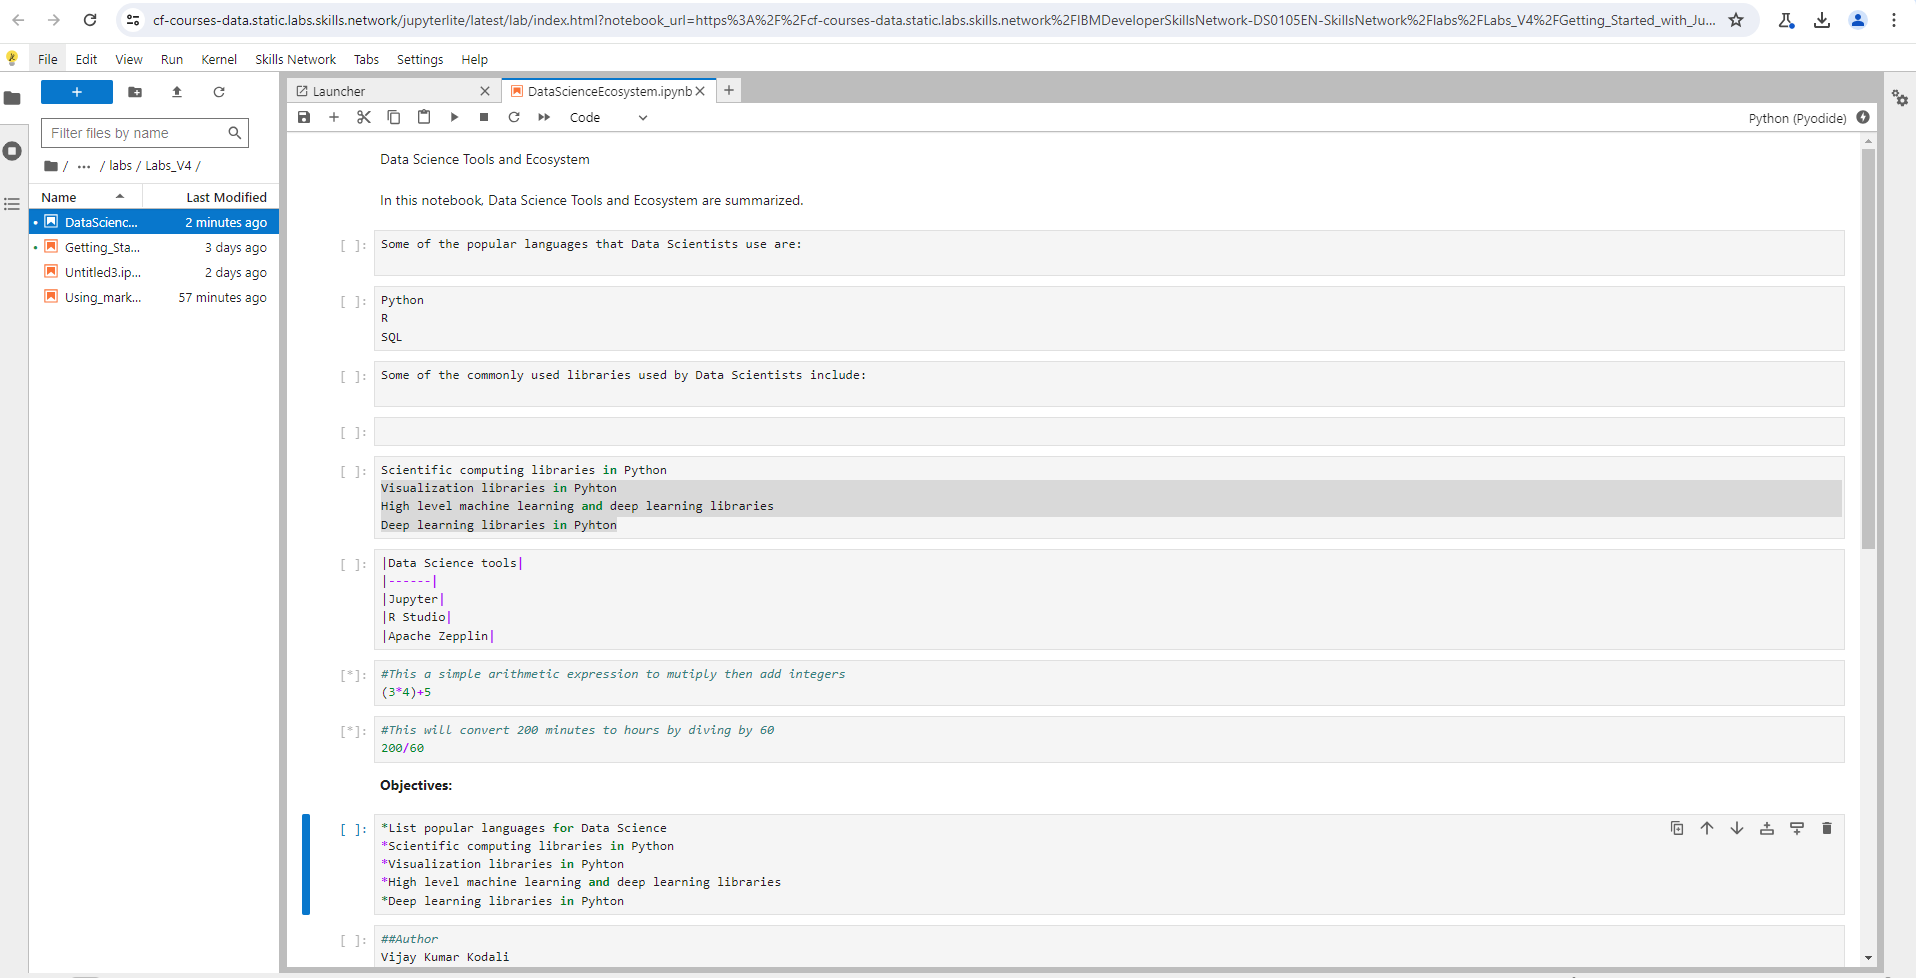 cf-courses-data.static.labs.skills.network/jupyterlite/latest/lab/index.html?notebook_url=https%3A%2F%2Fcf-courses-data.static.labs.skills.network%2FIBMDeveloperSkillsNetwork-DS0105EN-SkillsNetwork%2Flabs%2FLabs_V4%2FGetting_Started_with_Ju...
File Edit View Run Kernel Skills Network Tabs Settings Help
Launcher
DataScienceEcosystem.ipynb
Filter files by name
Code
Python (Pyodide)
/ ... / labs / Labs_V4 /
Name Last Modified
DataScienc... 2 minutes ago
Getting_Sta... 3 days ago
Untitled3.ip... 2 days ago
Using_mark... 57 minutes ago
Data Science Tools and Ecosystem
In this notebook, Data Science Tools and Ecosystem are summarized.
[ ]: Some of the popular languages that Data Scientists use are:
[ ]: Python
R
SQL
[ ]: Some of the commonly used libraries used by Data Scientists include:
[ ]:
[ ]: Scientific computing libraries in Python
Visualization libraries in Pyhton
High level machine learning and deep learning libraries
Deep learning libraries in Pyhton
[ ]: |Data Science tools|
|------|
|Jupyter|
|R Studio|
|Apache Zepplin|
[*]: #This a simple arithmetic expression to mutiply then add integers
(3*4)+5
[*]: #This will convert 200 minutes to hours by diving by 60
200/60
Objectives:
[ ]: *List popular languages for Data Science
*Scientific computing libraries in Python
*Visualization libraries in Pyhton
*High level machine learning and deep learning libraries
*Deep learning libraries in Pyhton
[ ]: ##Author
Vijay Kumar Kodali